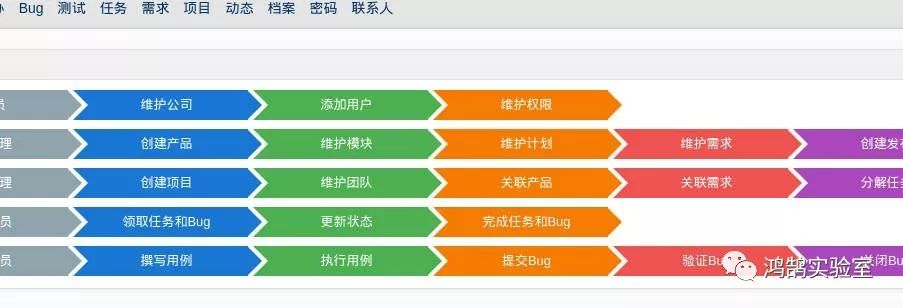 Bug 测试 任务 需求 项目 动态 档案 密码 联系人
员 维护公司 添加用户 维护权限
理 创建产品 维护模块 维护计划 维护需求 创建发布
理 创建项目 维护团队 关联产品 关联需求 分解任务
员 领取任务和Bug 更新状态 完成任务和Bug
员 撰写用例 执行用例 提交Bug 验证Bug 关闭Bug
鸿鹄实验室